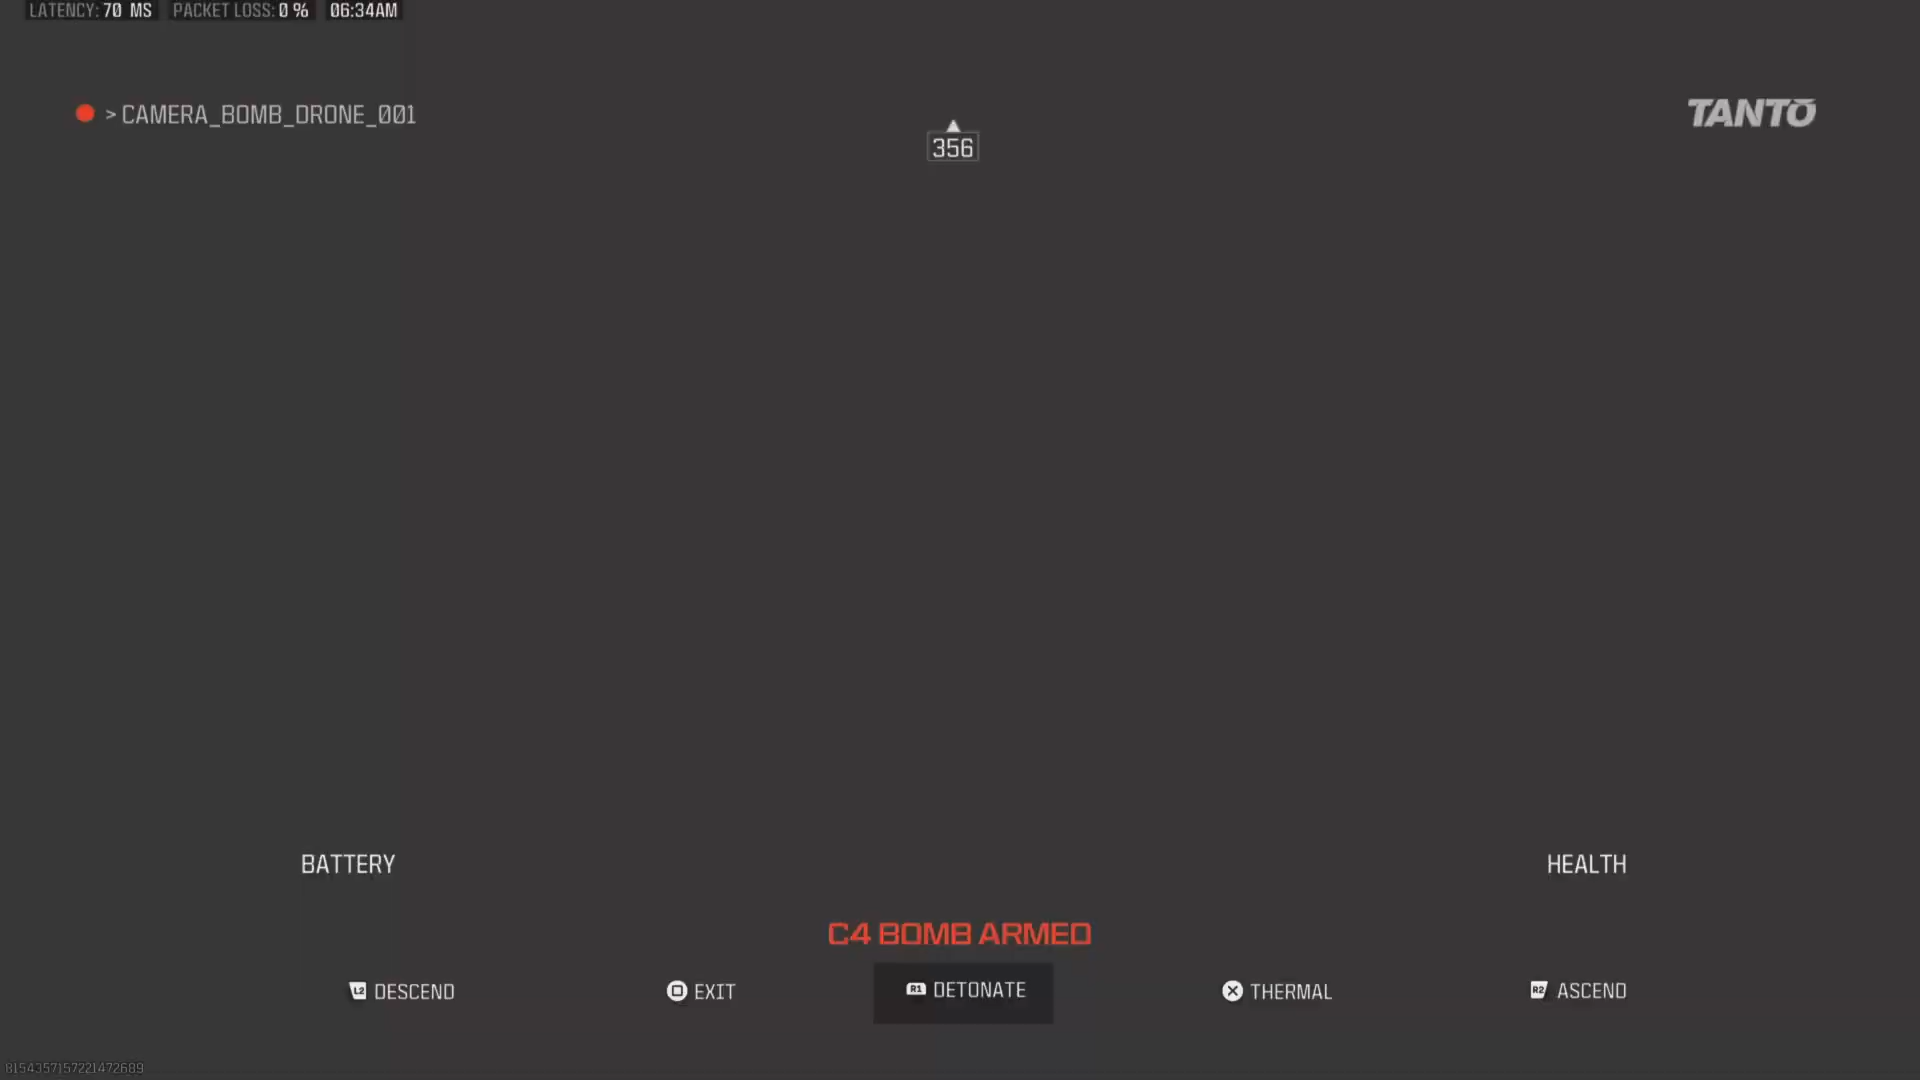 LATENCY: 70 MS PACKET LOSS: 0 % 06:34AM
> CAMERA_BOMB_DRONE_001
TANTO
356
BATTERY
HEALTH
C4 BOMB ARMED
L2 DESCEND
EXIT
R1 DETONATE
THERMAL
R2 ASCEND
8154357157221472689